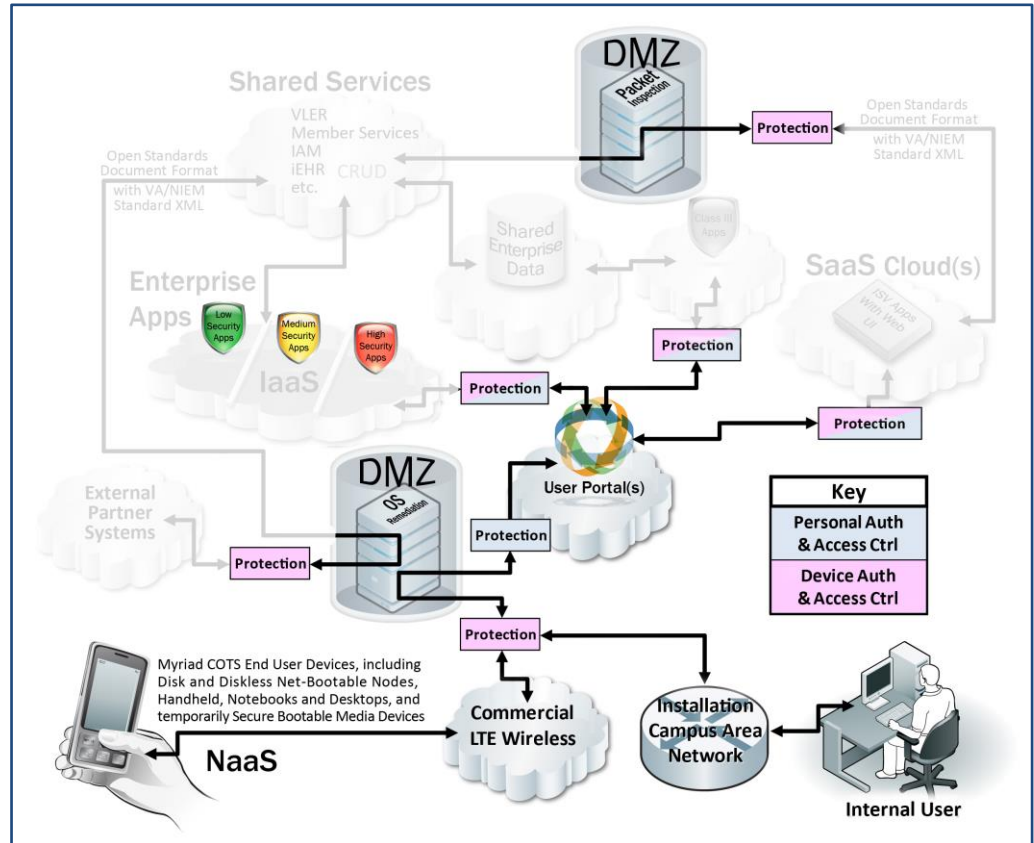 DMZ
Packet
Inspection
Shared Services
VLER
Member Services
IAM
iEHR
etc.
CRUD
Protection
Open Standards
Document Format
with VA/NIEM
Standard XML
Open Standards
Document Format
with VA/NIEM
Standard XML
Shared
Enterprise
Data
Class III
Apps
SaaS Cloud(s)
ISV Apps
With Web
UI
Enterprise
Apps
Low
Security
Apps
Medium
Security
Apps
High
Security
Apps
IaaS
Protection
Protection
Protection
User Portal(s)
DMZ
OS
Remediation
Protection
External
Partner
Systems
Protection
Key
Personal Auth
& Access Ctrl
Device Auth
& Access Ctrl
Protection
Myriad COTS End User Devices, including
Disk and Diskless Net-Bootable Nodes,
Handheld, Notebooks and Desktops, and
temporarily Secure Bootable Media Devices
NaaS
Commercial
LTE Wireless
Installation
Campus Area
Network
Internal User